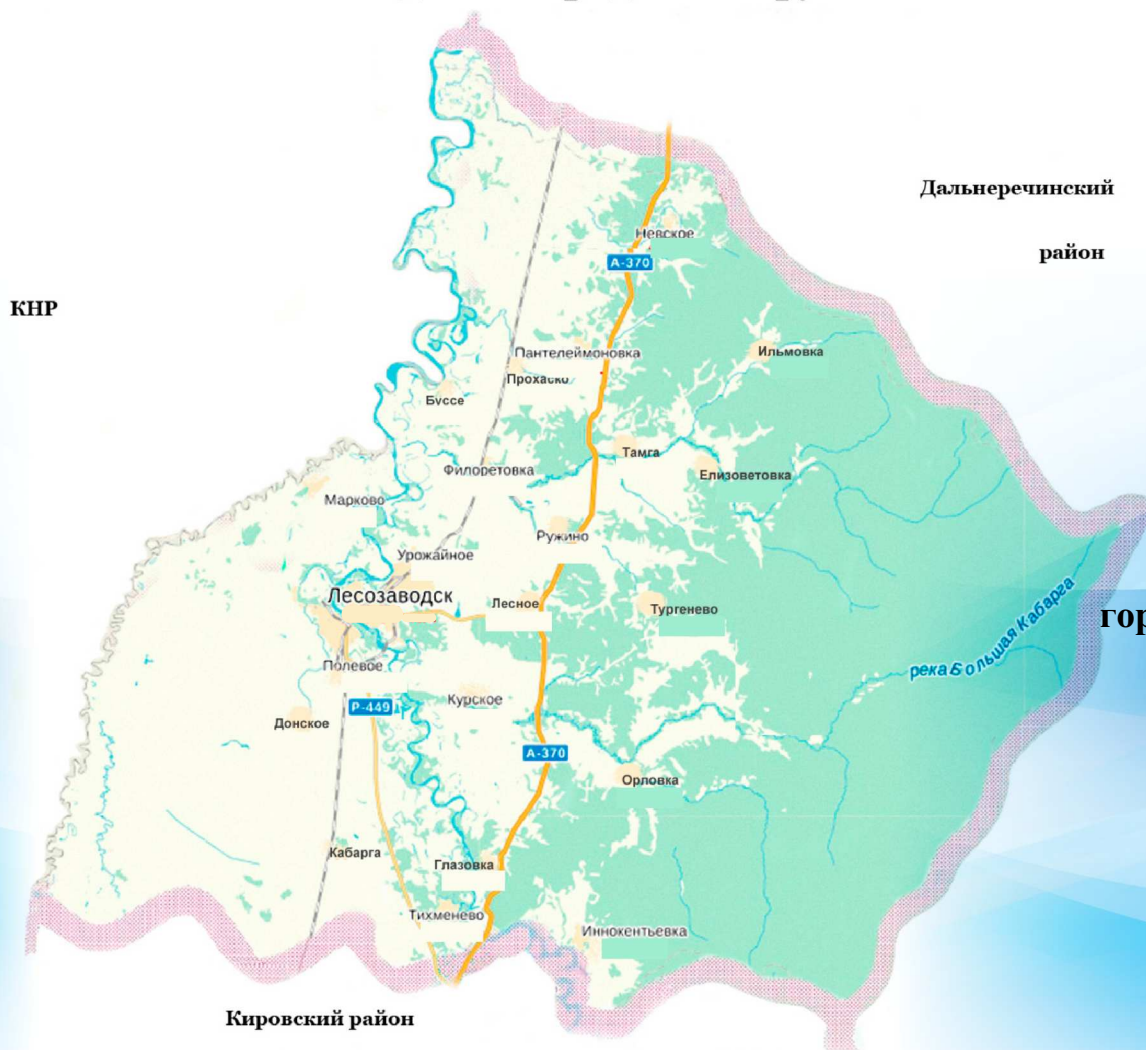 Дальнереченский
район
КНР
Невское
А-370
Пантелеймоновка
Ильмовка
Прохаско
Буссе
Тамга
Филоретовка
Елизоветовка
Марково
Ружино
Урожайное
Лесозаводск
Лесное
Тургенево
гор
река Большая Кабарга
Полевое
Курское
Р-449
Донское
А-370
Орловка
Кабарга
Глазовка
Тихменево
Иннокентьевка
Кировский район